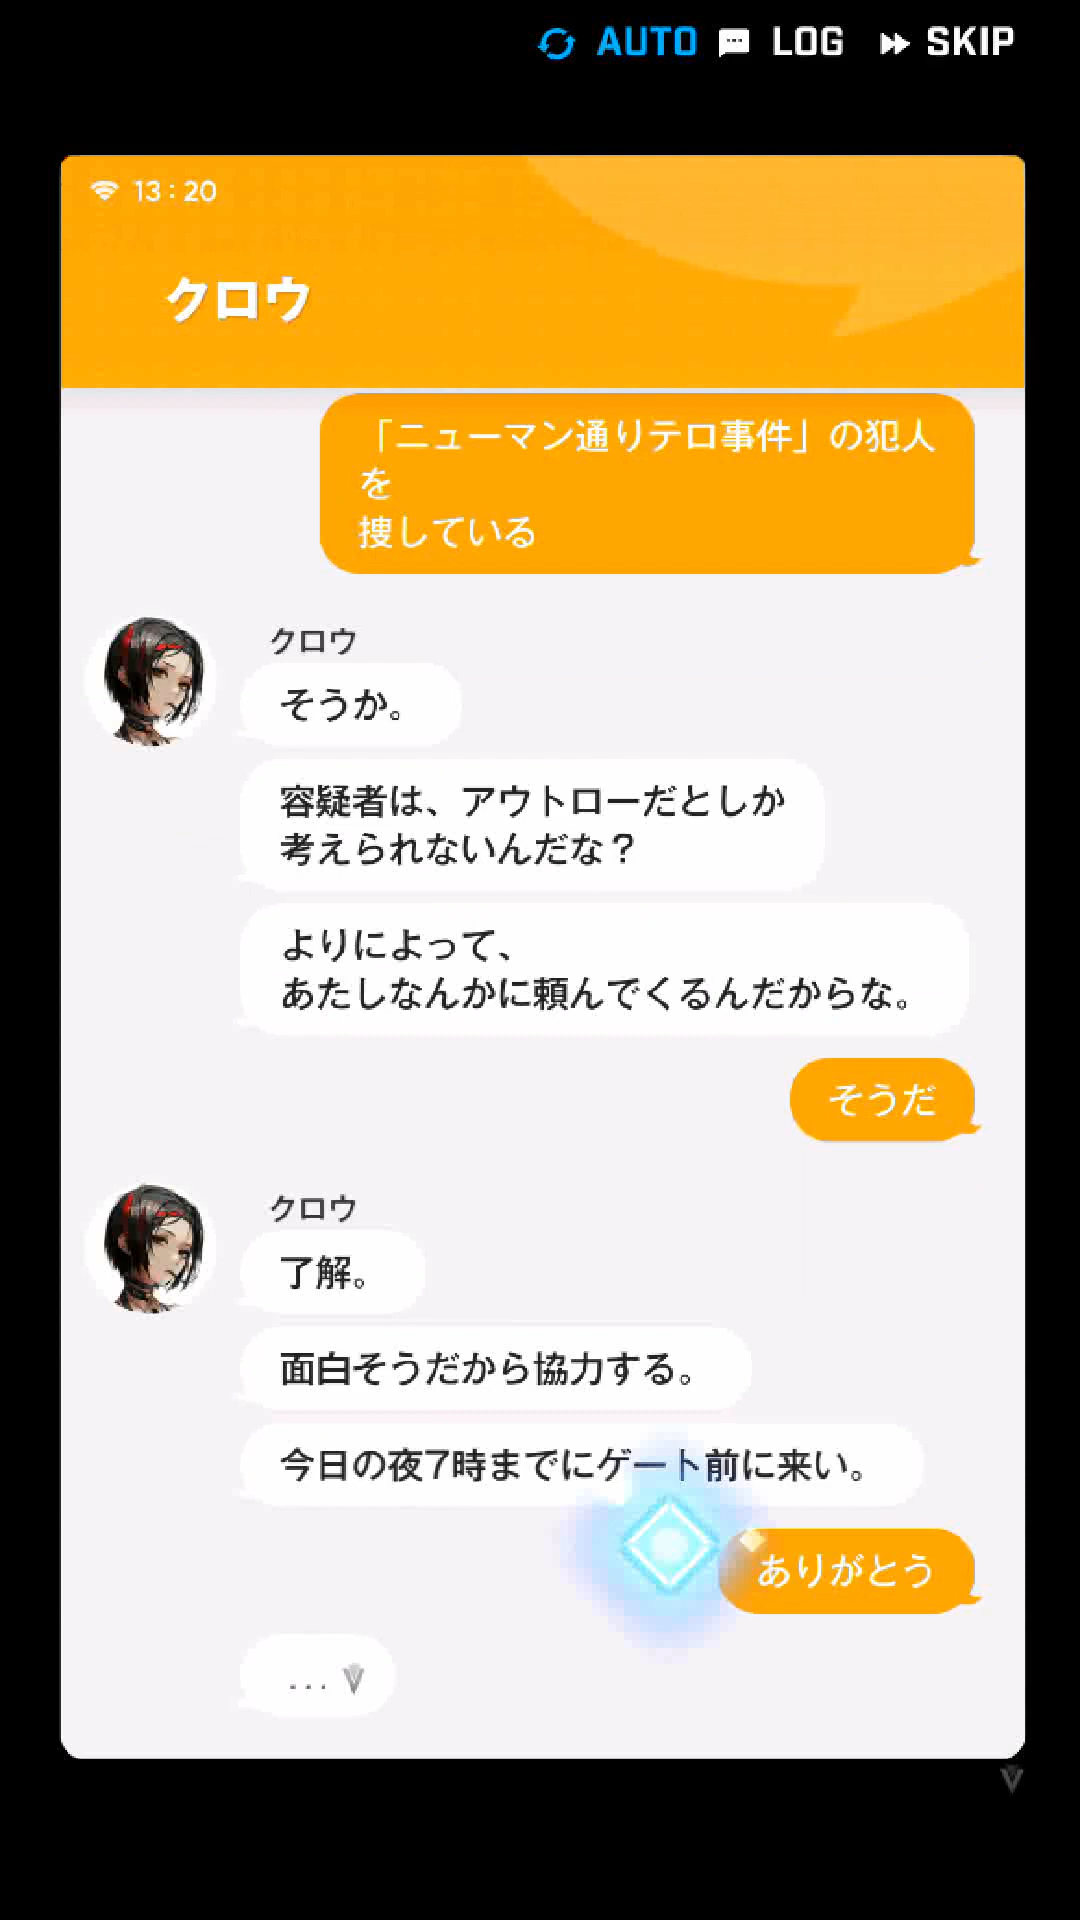 AUTO LOG SKIP
13:20
クロウ
「ニューマン通りテロ事件」の犯人
を
捜している
クロウ
そうか。
容疑者は、アウトローだとしか
考えられないんだな？
よりによって、
あたしなんかに頼んでくるんだからな。
そうだ
クロウ
了解。
面白そうだから協力する。
今日の夜7時までにゲート前に来い。
ありがとう
...